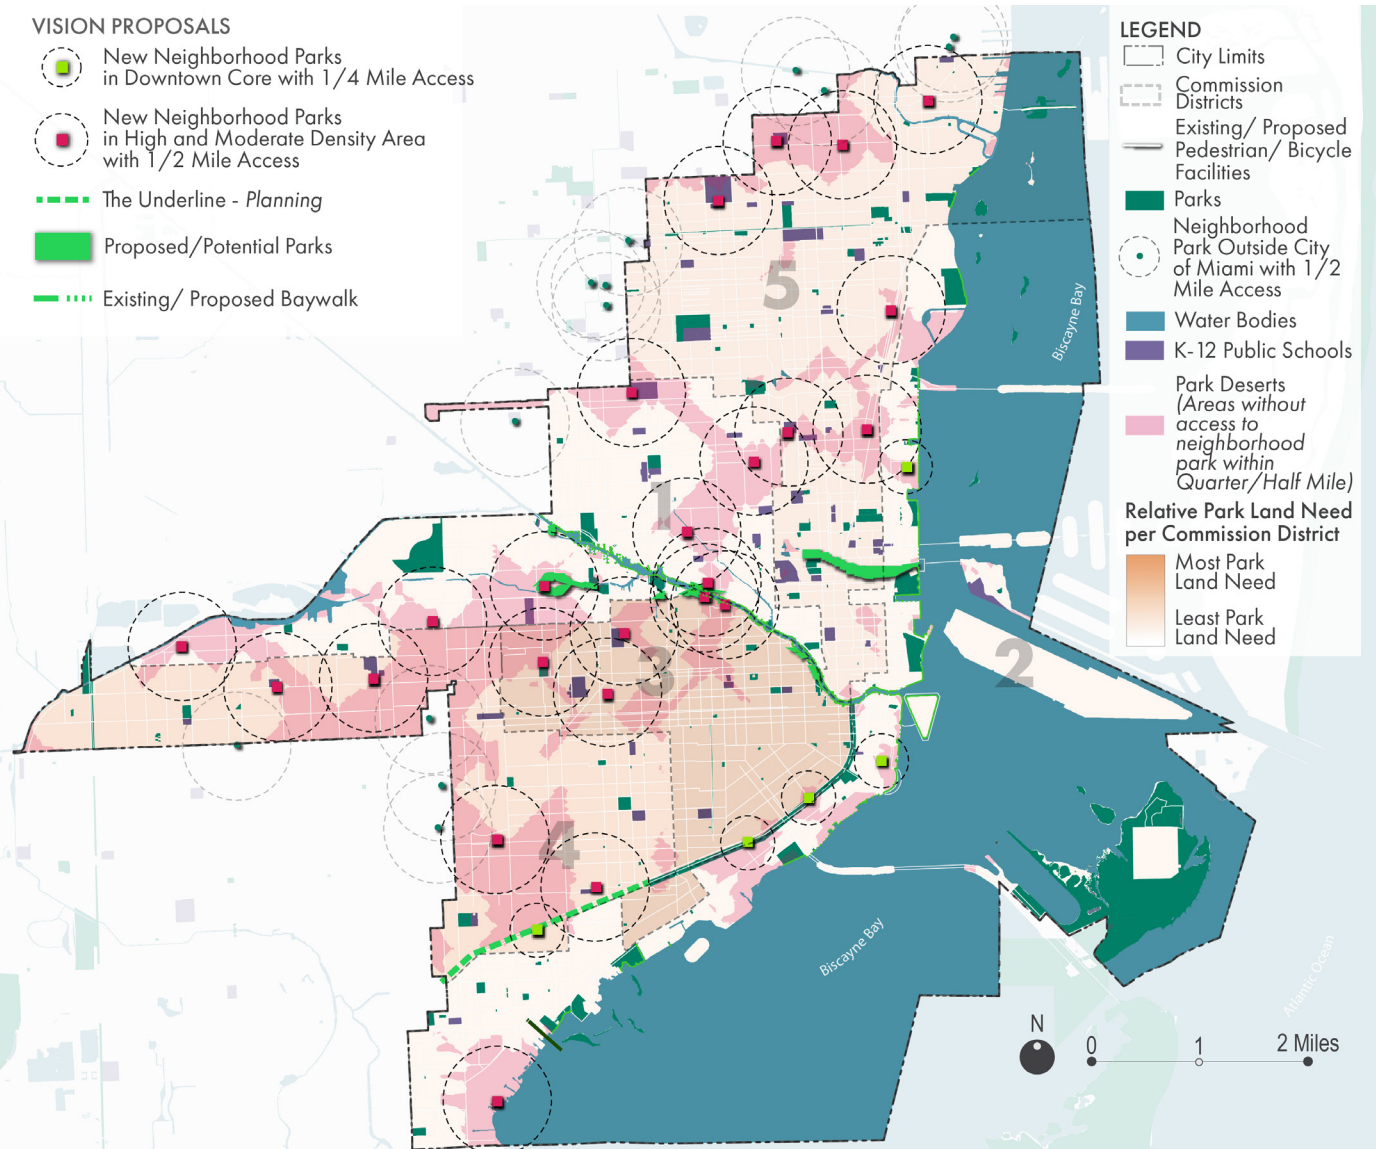 VISION PROPOSALS
New Neighborhood Parks
in Downtown Core with 1/4 Mile Access
New Neighborhood Parks
in High and Moderate Density Area
with 1/2 Mile Access
The Underline - Planning
Proposed/Potential Parks
Existing/ Proposed Baywalk
LEGEND
City Limits
Commission
Districts
Existing/ Proposed
Pedestrian/ Bicycle
Facilities
Parks
Neighborhood
Park Outside City
of Miami with 1/2
Mile Access
Water Bodies
K-12 Public Schools
Park Deserts
(Areas without
access to
neighborhood
park within
Quarter/Half Mile)
Relative Park Land Need
per Commission District
Most Park
Land Need
Least Park
Land Need
5
Biscayne Bay
1
3
2
4
Biscayne Bay
Atlantic Ocean
N
0 1 2 Miles